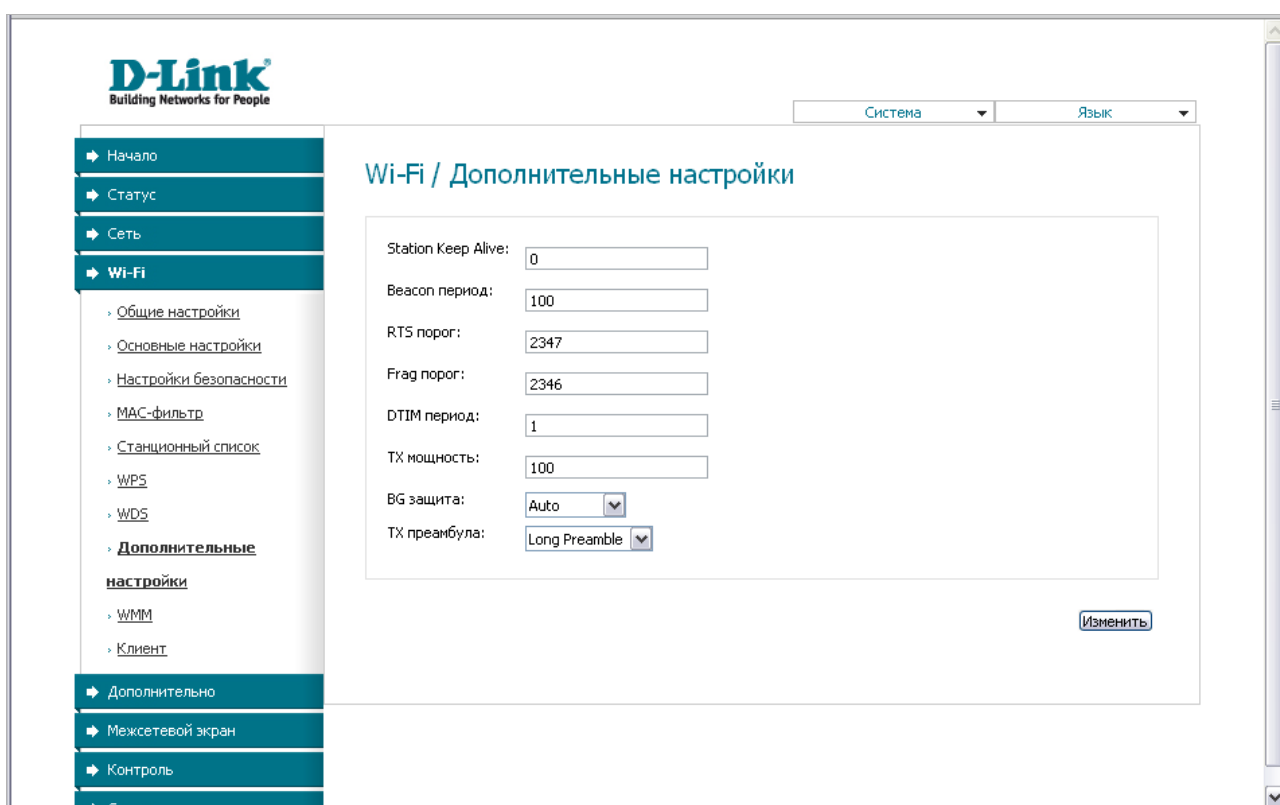 D-Link®
Building Networks for People
Система
Язык
Начало
Статус
Сеть
Wi-Fi
Общие настройки
Основные настройки
Настройки безопасности
MAC-фильтр
Станционный список
WPS
WDS
Дополнительные
настройки
WMM
Клиент
Дополнительно
Межсетевой экран
Контроль
Wi-Fi / Дополнительные настройки
Station Keep Alive: 0
Beacon период: 100
RTS порог: 2347
Frag порог: 2346
DTIM период: 1
TX мощность: 100
BG защита: Auto
TX преамбула: Long Preamble
Изменить